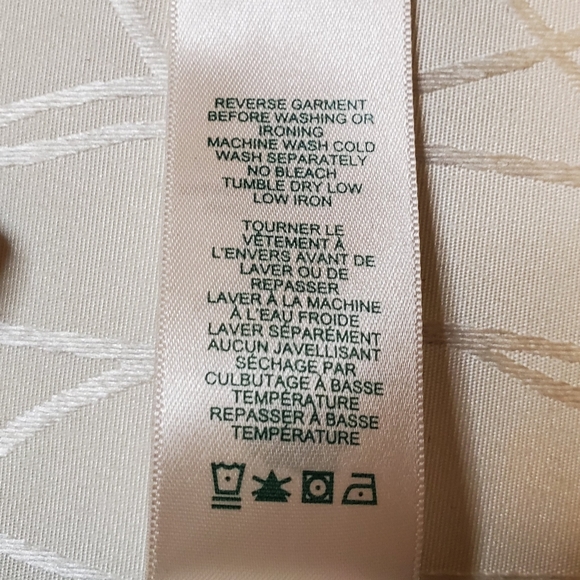 REVERSE GARMENT
BEFORE WASHING OR
IRONING
MACHINE WASH COLD
WASH SEPARATELY
NO BLEACH
TUMBLE DRY LOW
LOW IRON
TOURNER LE
VÊTEMENT À
L'ENVERS AVANT DE
LAVER OU DE
REPASSER
LAVER À LA MACHINE
À L'EAU FROIDE
LAVER SÉPARÉMENT
AUCUN JAVELLISANT
SÉCHAGE PAR
CULBUTAGE À BASSE
TEMPÉRATURE
REPASSER À BASSE
TEMPÉRATURE